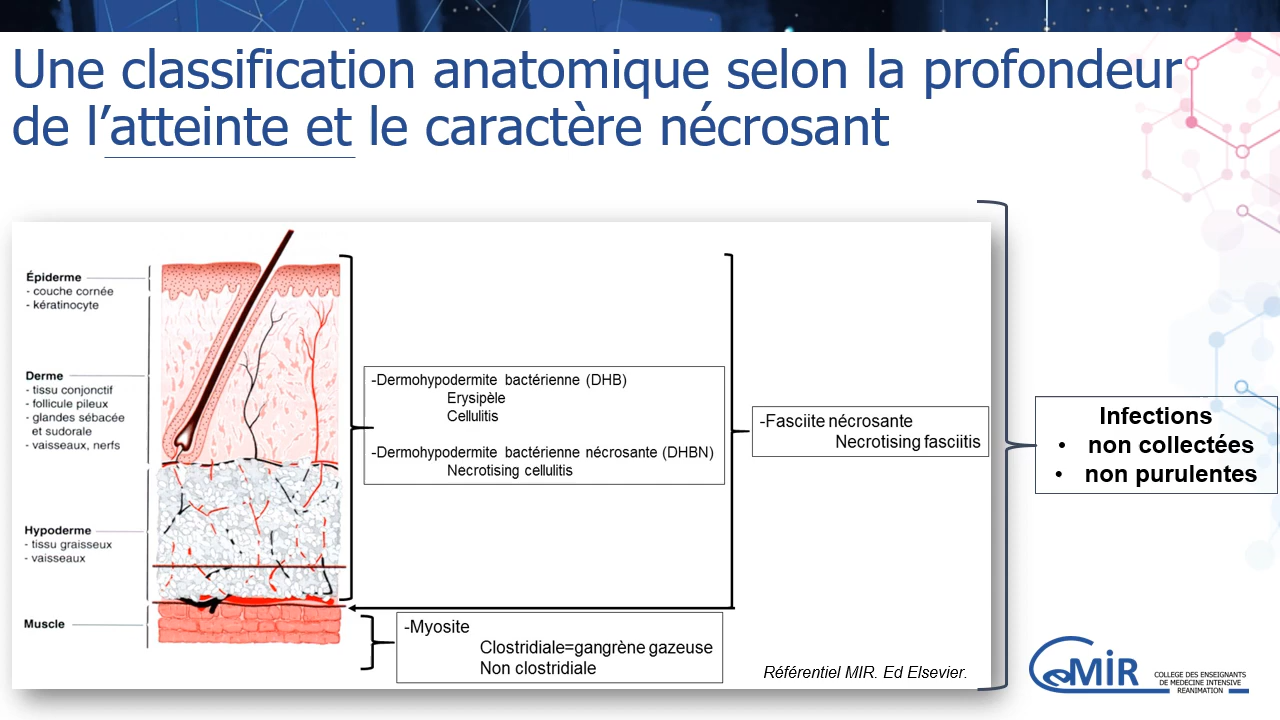 Une classification anatomique selon la profondeur
de l’atteinte et le caractère nécrosant
Épiderme
- couche cornée
- kératinocyte
Derme
- tissu conjonctif
- follicule pileux
- glandes sébacée
et sudorale
- vaisseaux, nerfs
Hypoderme
- tissu graisseux
- vaisseaux
Muscle
-Dermohypodermite bactérienne (DHB)
Erysipèle
Cellulitis
-Dermohypodermite bactérienne nécrosante (DHBN)
Necrotising cellulitis
-Fasciite nécrosante
Necrotising fasciitis
-Myosite
Clostridiale=gangrène gazeuse
Non clostridiale
Référentiel MIR. Ed Elsevier.
Infections
• non collectées
• non purulentes
CeMIR
COLLEGE DES ENSEIGNANTS
DE MEDECINE INTENSIVE
REANIMATION